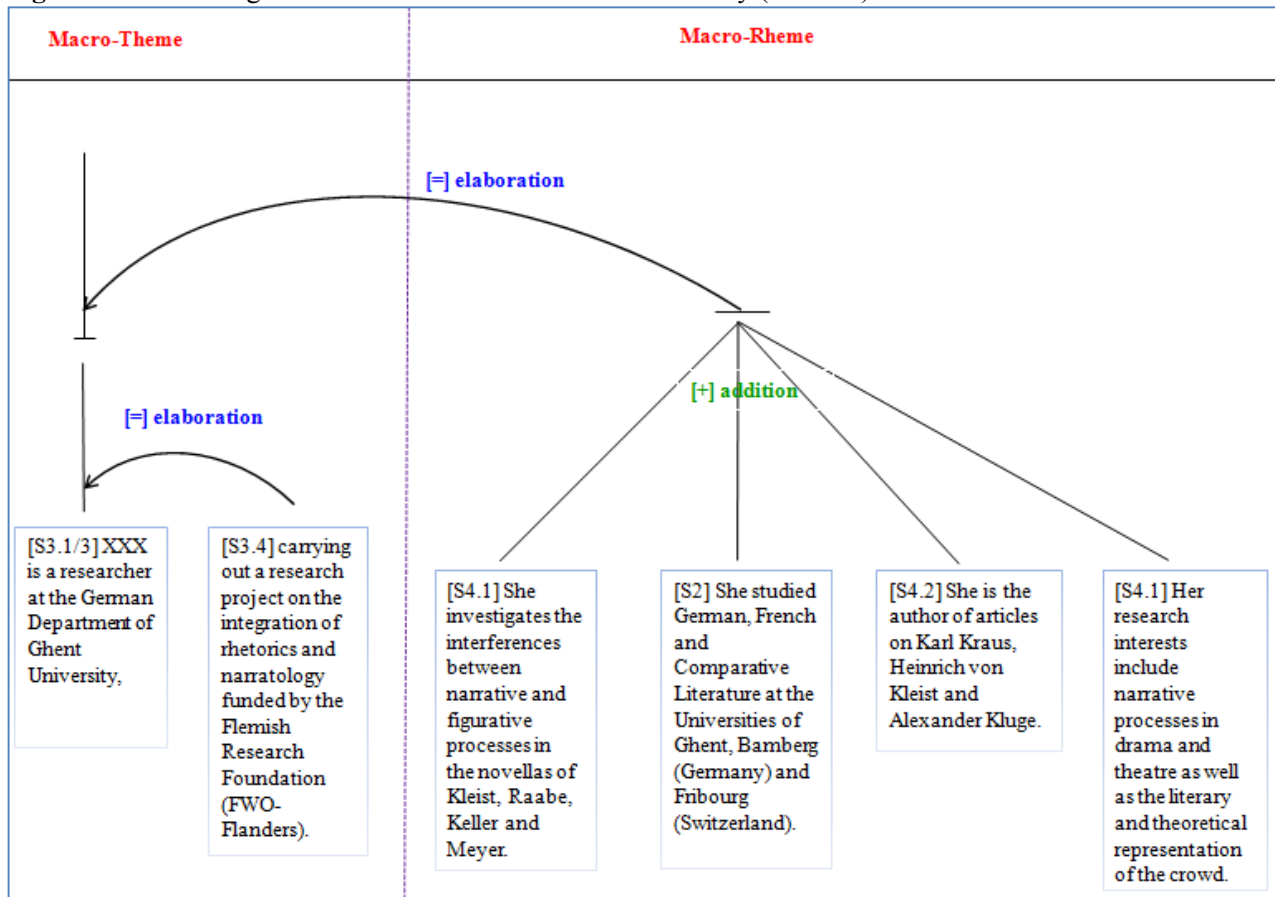 Macro-Theme
Macro-Rheme
[=] elaboration
[+] addition
[=] elaboration
[S3.1/3] XXX
is a researcher
at the German
Department of
Ghent
University,
[S3.4] carrying
out a research
project on the
integration of
rhetorics and
narratology
funded by the
Flemish
Research
Foundation
(FWO-
Flanders).
[S4.1] She
investigates the
interferences
between
narrative and
figurative
processes in
the novellas of
Kleist, Raabe,
Keller and
Meyer.
[S2] She studied
German, French
and
Comparative
Literature at the
Universities of
Ghent, Bamberg
(Germany) and
Fribourg
(Switzerland).
[S4.2] She is the
author of articles
on Karl Kraus,
Heinrich von
Kleist and
Alexander Kluge.
[S4.1] Her
research
interests
include
narrative
processes in
drama and
theatre as well
as the literary
and theoretical
representation
of the crowd.